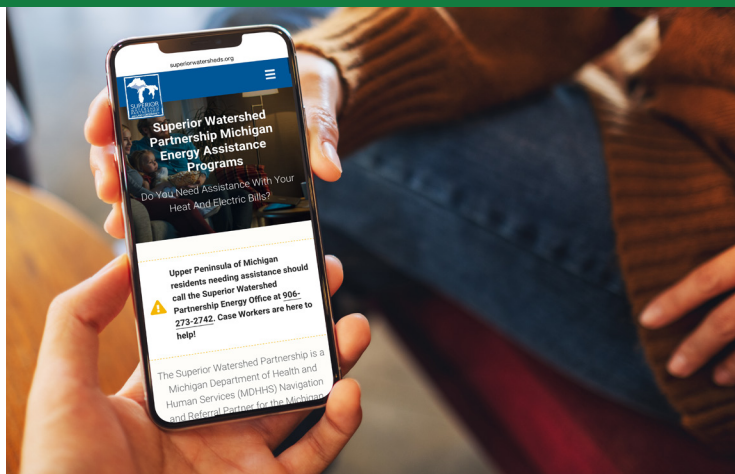 superiorwatersheds.org
SUPERIOR
Superior Watershed
Partnership Michigan
Energy Assistance
Programs
Do You Need Assistance With Your
Heat And Electric Bills?
Upper Peninsula of Michigan
residents needing assistance should
call the Superior Watershed
Partnership Energy Office at 906-
273-2742. Case Workers are here to
help!
The Superior Watershed Partnership is a
Michigan Department of Health and
Human Services (MDHHS) Navigation
and Referral Partner for the Michigan